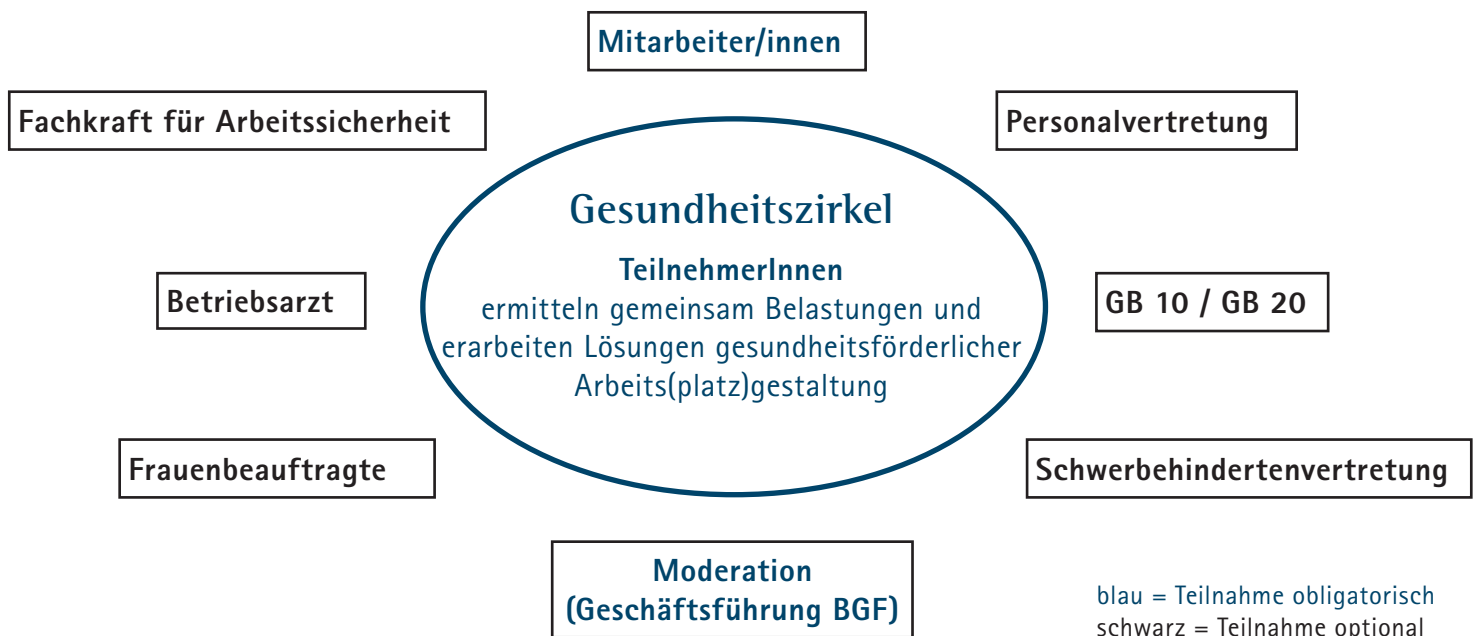 Mitarbeiter/innen
Fachkraft für Arbeitssicherheit
Personalvertretung
Gesundheitszirkel
TeilnehmerInnen
ermitteln gemeinsam Belastungen und
erarbeiten Lösungen gesundheitsförderlicher
Arbeits(platz)gestaltung
Betriebsarzt
GB 10 / GB 20
Frauenbeauftragte
Schwerbehindertenvertretung
Moderation
(Geschäftsführung BGF)
blau = Teilnahme obligatorisch
schwarz = Teilnahme optional